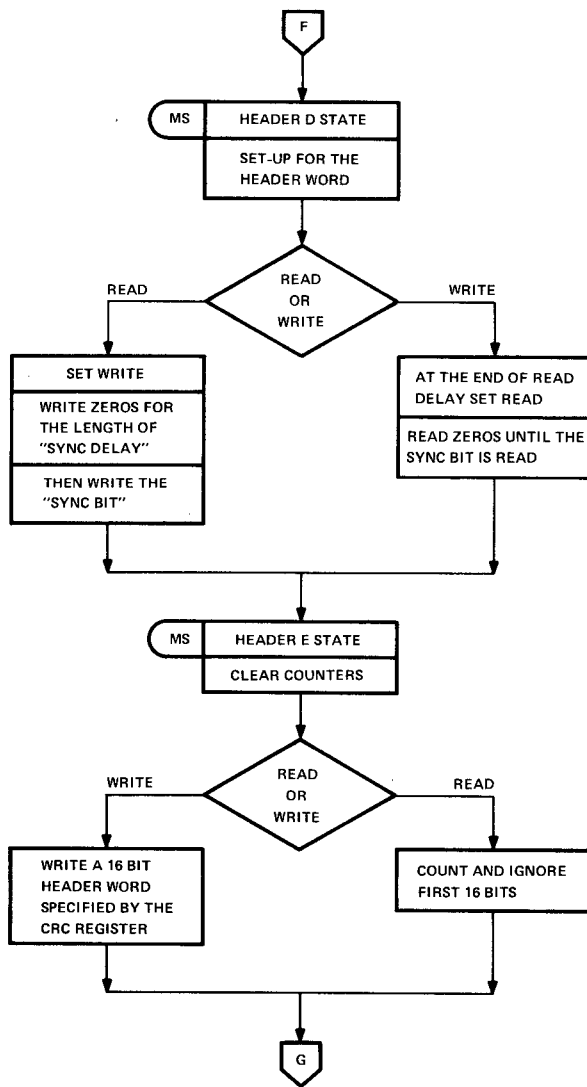 F
MS
HEADER D STATE
SET-UP FOR THE
HEADER WORD
READ
OR
WRITE
READ
WRITE
SET WRITE
WRITE ZEROS FOR
THE LENGTH OF
"SYNC DELAY"
THEN WRITE THE
"SYNC BIT"
AT THE END OF READ
DELAY SET READ
READ ZEROS UNTIL THE
SYNC BIT IS READ
MS
HEADER E STATE
CLEAR COUNTERS
READ
OR
WRITE
WRITE
READ
WRITE A 16 BIT
HEADER WORD
SPECIFIED BY THE
CRC REGISTER
COUNT AND IGNORE
FIRST 16 BITS
G